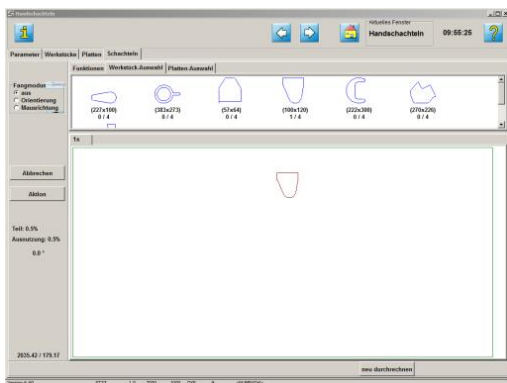 Handschachteln
Aktuelles Fenster
Handschachteln
09:55:25
Parameter Werkstücke Platten Schachteln
Funktionen Werkstück-Auswahl Platten-Auswahl
Fangmodus
aus
Orientierung
Mausrichtung
(227x100) (383x273) (57x64) (100x120) (222x300) (270x226)
0 / 4 0 / 4 0 / 4 1 / 4 0 / 4 0 / 4
1x
Abbrechen
Aktion
Teil: 0.5%
Ausnutzung: 0.5%
0.0 °
2035.42 / 179.17
neu durchrechnen